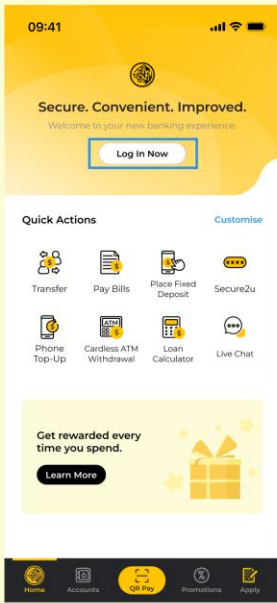 09:41
Secure. Convenient. Improved.
Welcome to your new banking experience.
Log In Now
Quick Actions
Customise
Transfer
Pay Bills
Place Fixed
Deposit
Secure2u
ATM
Phone
Top-Up
Cardless ATM
Withdrawal
Loan
Calculator
Live Chat
Get rewarded every
time you spend.
Learn More
Home
Accounts
QR Pay
Promotions
Apply